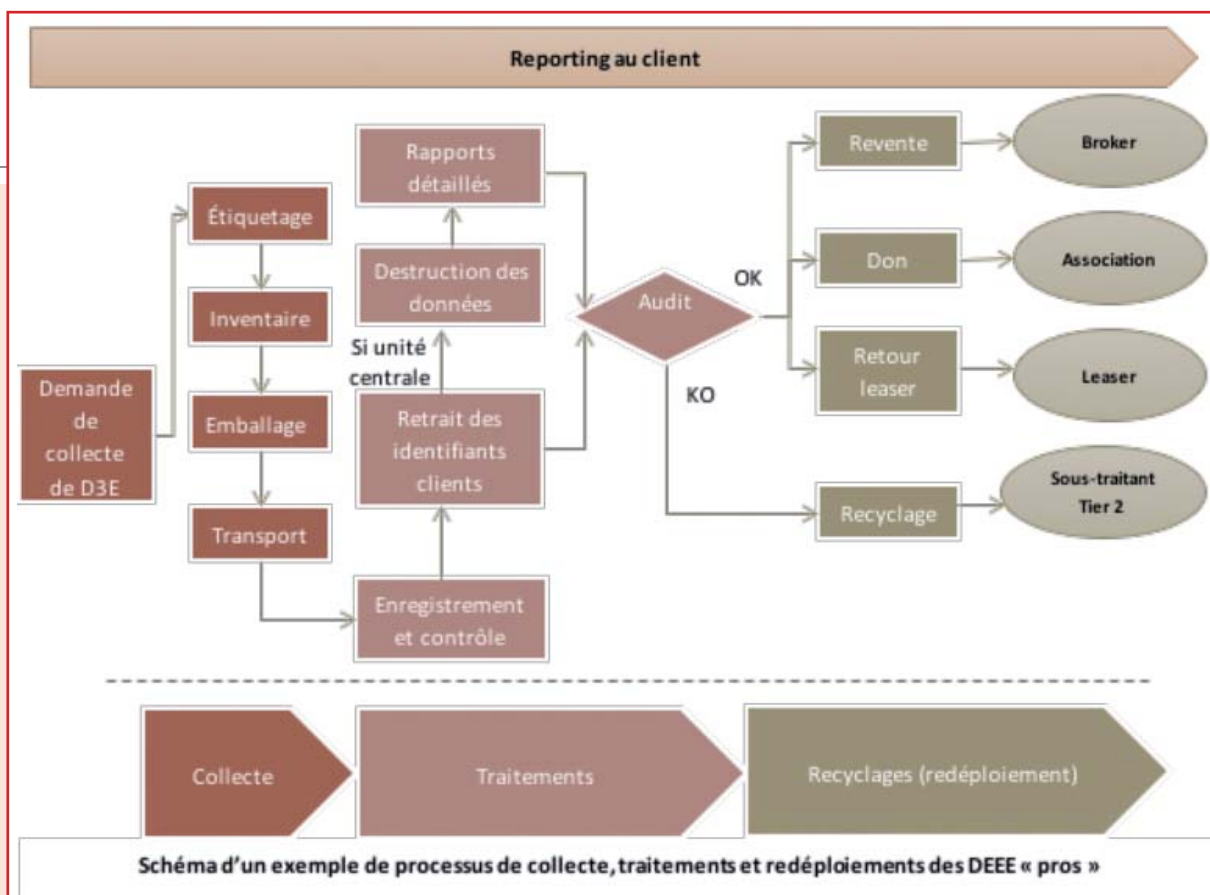 Reporting au client
Demande
de
collecte
de D3E
Étiquetage
Inventaire
Emballage
Transport
Enregistrement
et contrôle
Retrait des
identifiants
clients
Si unité
centrale
Destruction des
données
Rapports
détaillés
Audit
OK
KO
Revente
Broker
Don
Association
Retour
leaser
Leaser
Recyclage
Sous-traitant
Tier 2
Collecte
Traitements
Recyclages (redéploiement)
Schéma d'un exemple de processus de collecte, traitements et redéploiements des DEEE « pros »